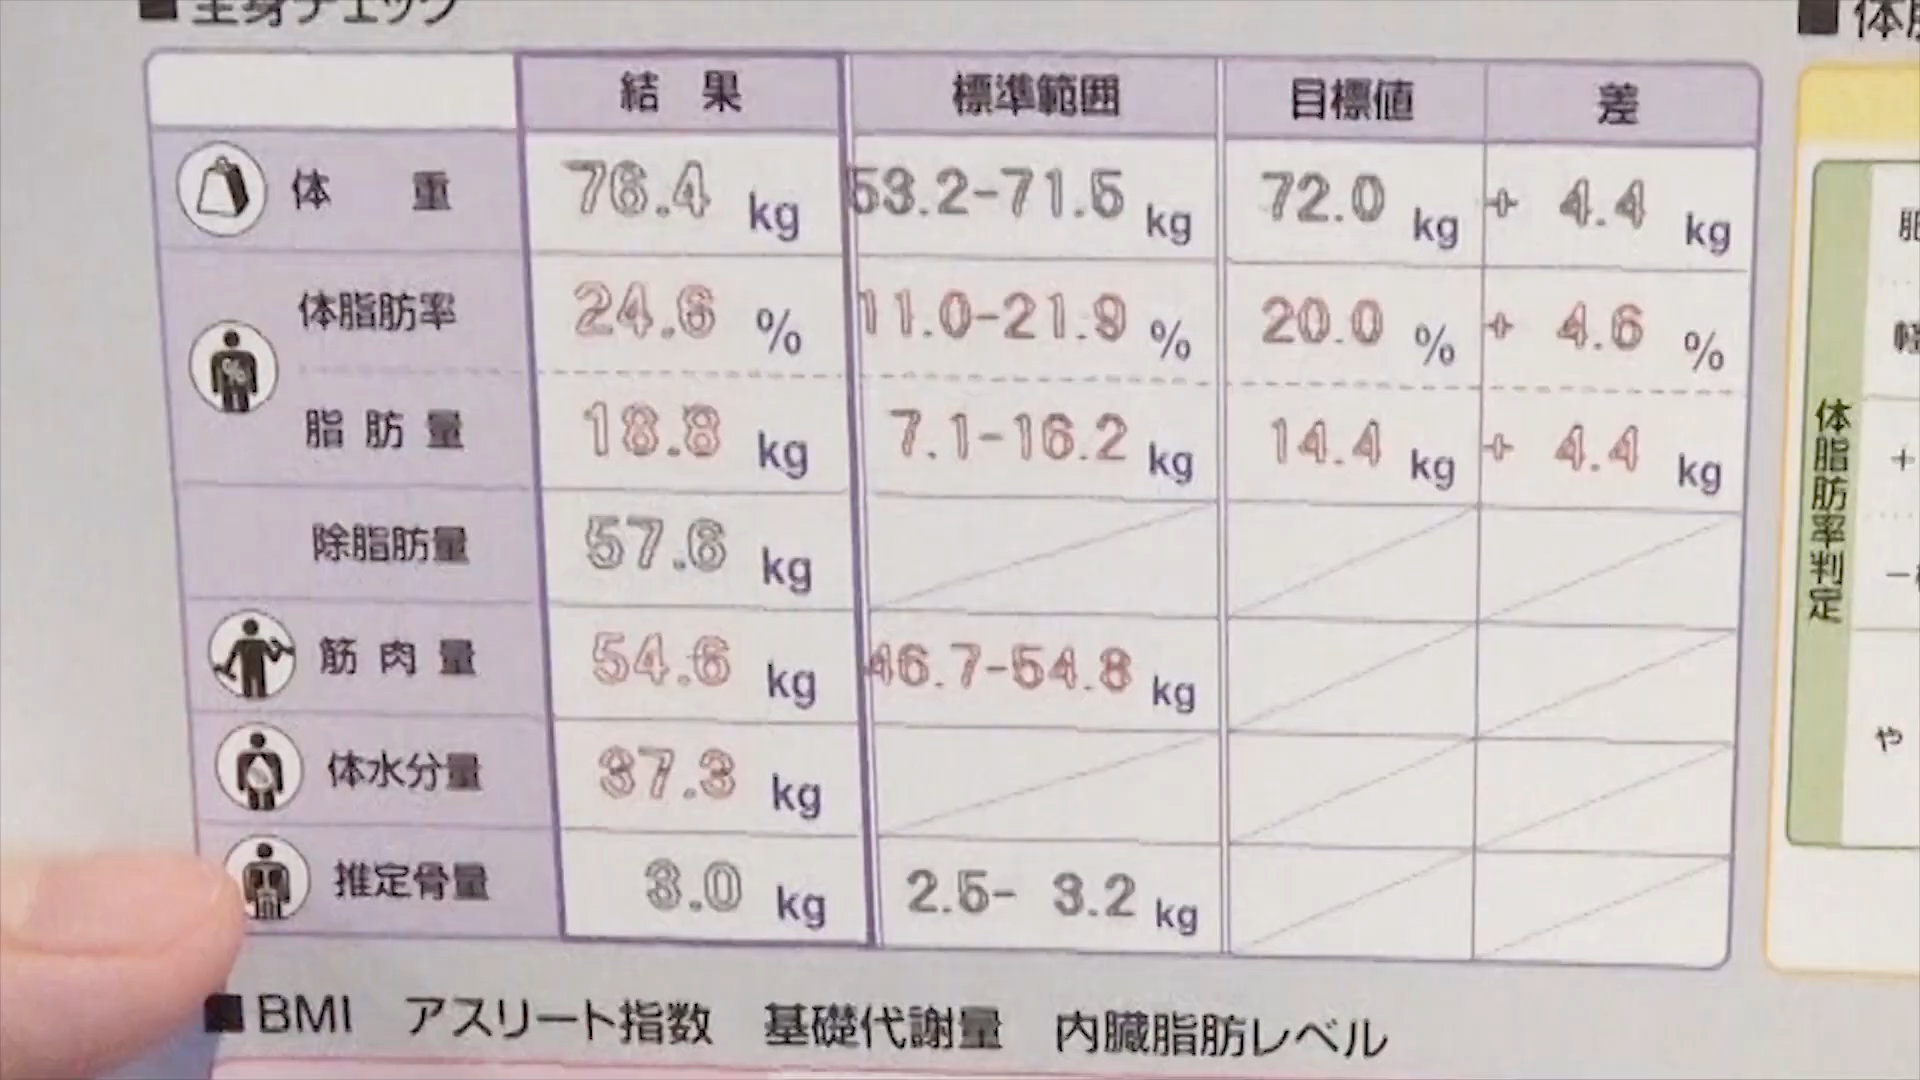 ■全身チェック
■体脂
結果 標準範囲 目標値 差
体重 76.4 kg 53.2-71.5 kg 72.0 kg + 4.4 kg
体脂肪率 24.6 % 11.0-21.9 % 20.0 % + 4.6 %
脂肪量 18.8 kg 7.1-16.2 kg 14.4 kg + 4.4 kg
除脂肪量 57.6 kg
筋肉量 54.6 kg 46.7-54.8 kg
体水分量 37.3 kg
推定骨量 3.0 kg 2.5- 3.2 kg
■BMI アスリート指数 基礎代謝量 内臓脂肪レベル
体脂肪率判定
肥
軽
+
や